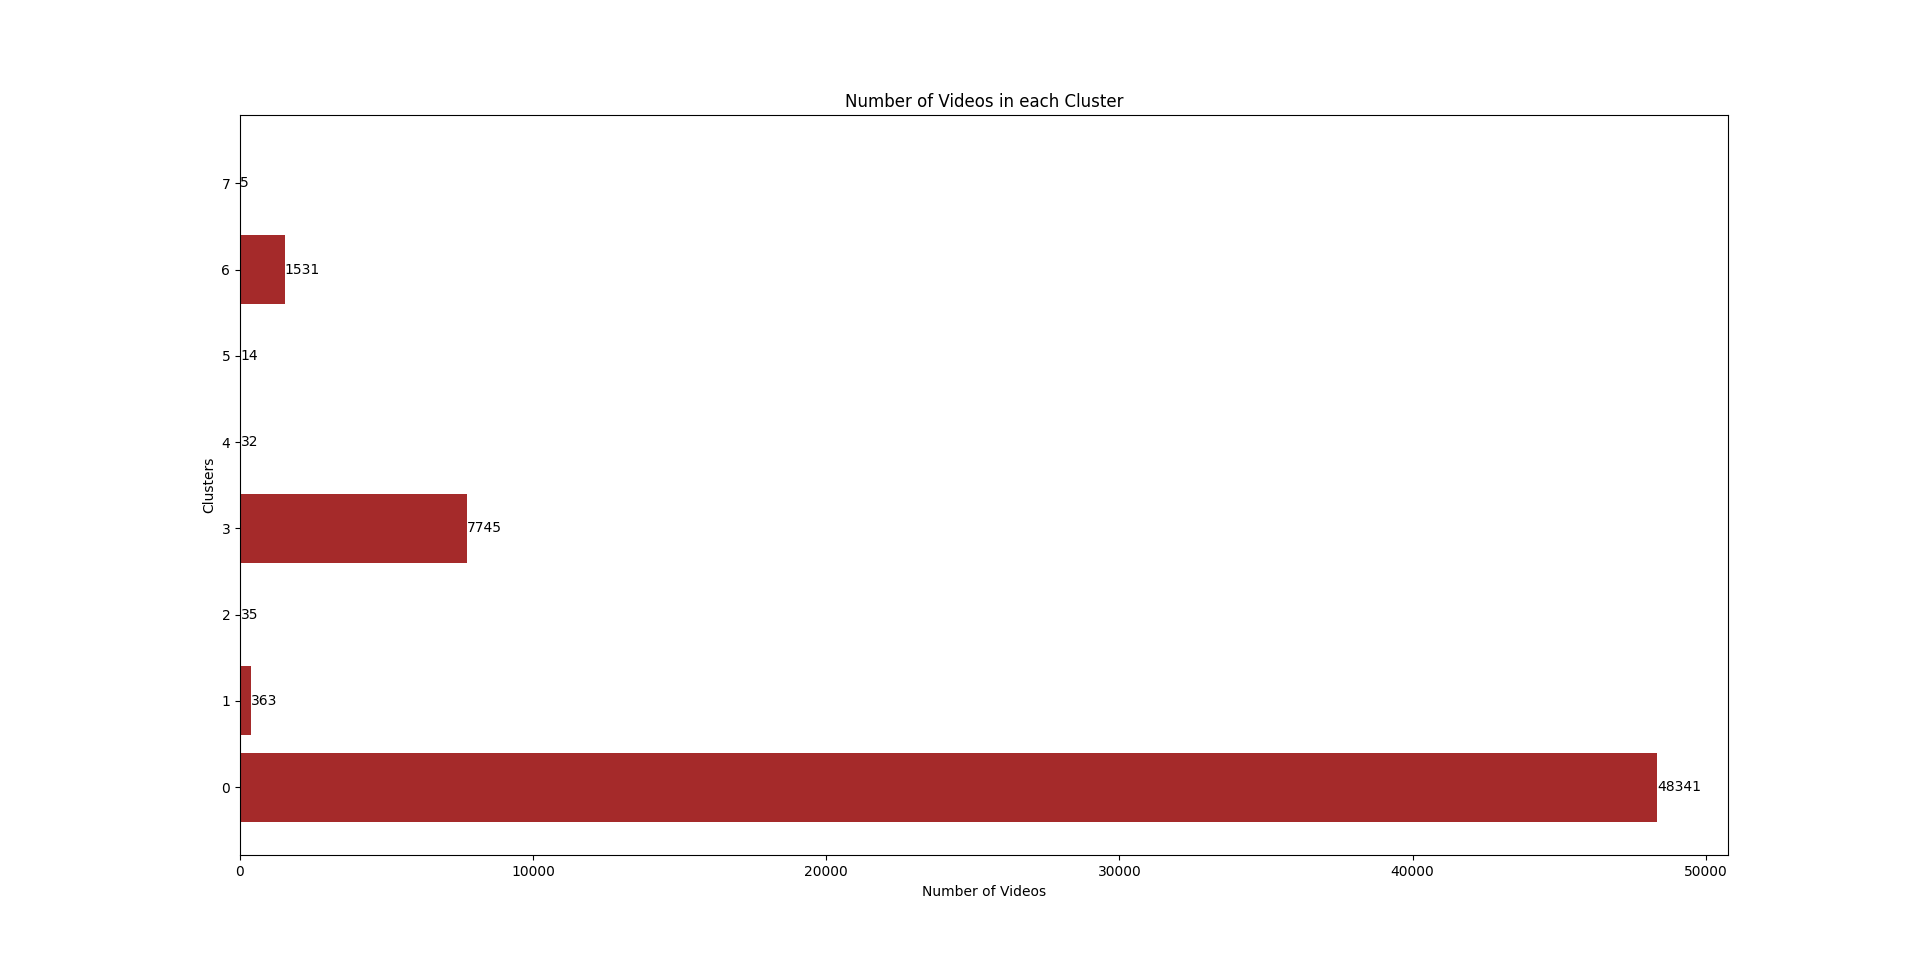 Number of Videos in each Cluster
7 5
6 1531
5 14
4 32
Clusters
3 7745
2 35
1 363
0 48341
0 10000 20000 30000 40000 50000
Number of Videos